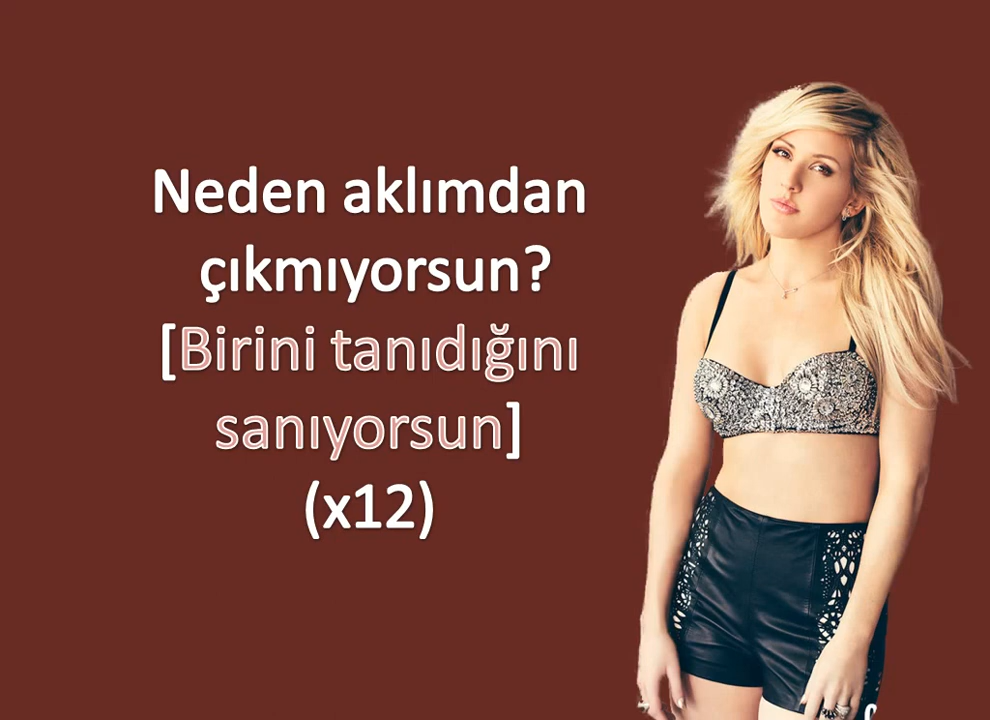 Neden aklımdan
çıkmıyorsun?
[Birini tanıdığını
sanıyorsun]
(x12)